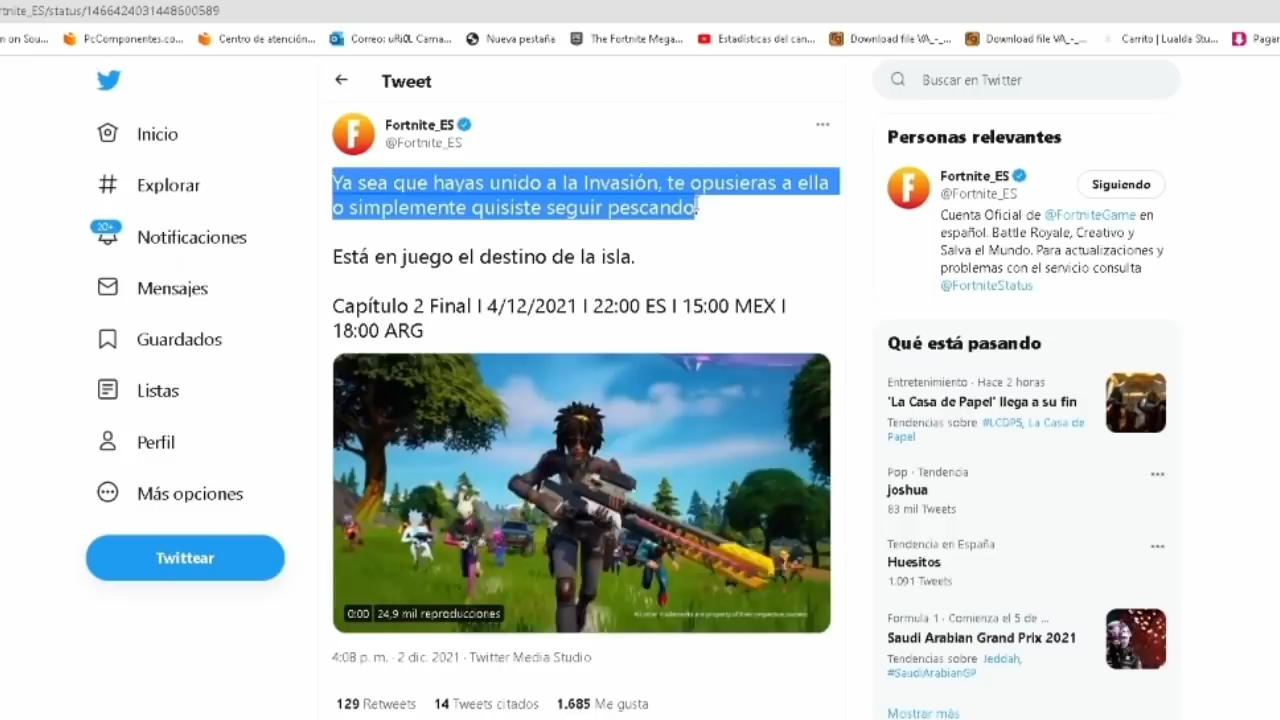 rtnite_ES/status/1466424031448600589
n on Sou...
PcComponentes.co...
Centro de atención...
Correo: uRiOL Cama...
Nueva pestaña
The Fortnite Mega...
Estadísticas del can...
Download file VA_-_...
Download file VA_-_...
Carrito | Lualda Stu...
Pagar
Inicio
Explorar
20+
Notificaciones
Mensajes
Guardados
Listas
Perfil
Más opciones
Twittear
Tweet
Fortnite_ES
@Fortnite_ES
Ya sea que hayas unido a la Invasión, te opusieras a ella
o simplemente quisiste seguir pescando.
Está en juego el destino de la isla.
Capítulo 2 Final I 4/12/2021 I 22:00 ES I 15:00 MEX I
18:00 ARG
0:00
24,9 mil reproducciones
All other trademarks are property of their respective owners.
4:08 p. m. · 2 dic. 2021 · Twitter Media Studio
129 Retweets 14 Tweets citados 1.685 Me gusta
Buscar en Twitter
Personas relevantes
Fortnite_ES
@Fortnite_ES
Siguiendo
Cuenta Oficial de @FortniteGame en
español. Battle Royale, Creativo y
Salva el Mundo. Para actualizaciones y
problemas con el servicio consulta
@FortniteStatus
Qué está pasando
Entretenimiento · Hace 2 horas
'La Casa de Papel' llega a su fin
Tendencias sobre #LCDP5, La Casa de
Papel
Pop · Tendencia
joshua
83 mil Tweets
Tendencia en España
Huesitos
1.091 Tweets
Formula 1 · Comienza el 5 de ...
Saudi Arabian Grand Prix 2021
Tendencias sobre Jeddah,
#SaudiArabianGP
Mostrar más